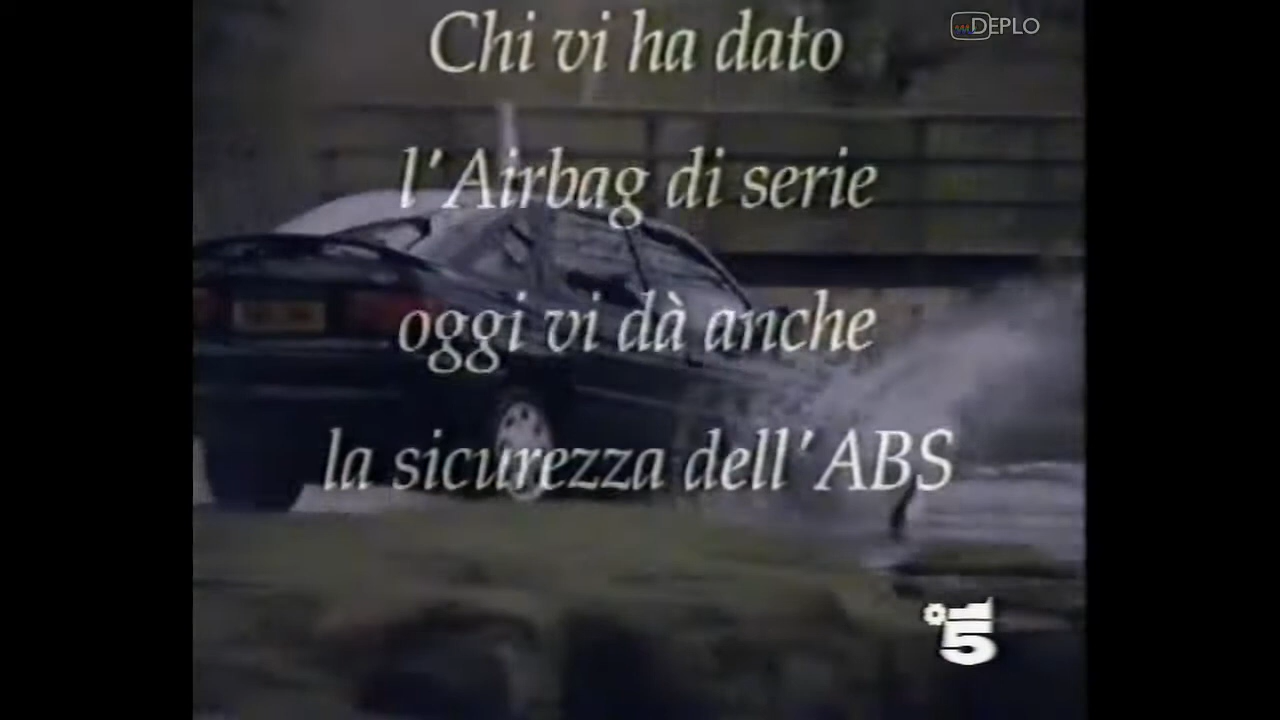 DEPLO
Chi vi ha dato
l'Airbag di serie
oggi vi dà anche
la sicurezza dell'ABS
5